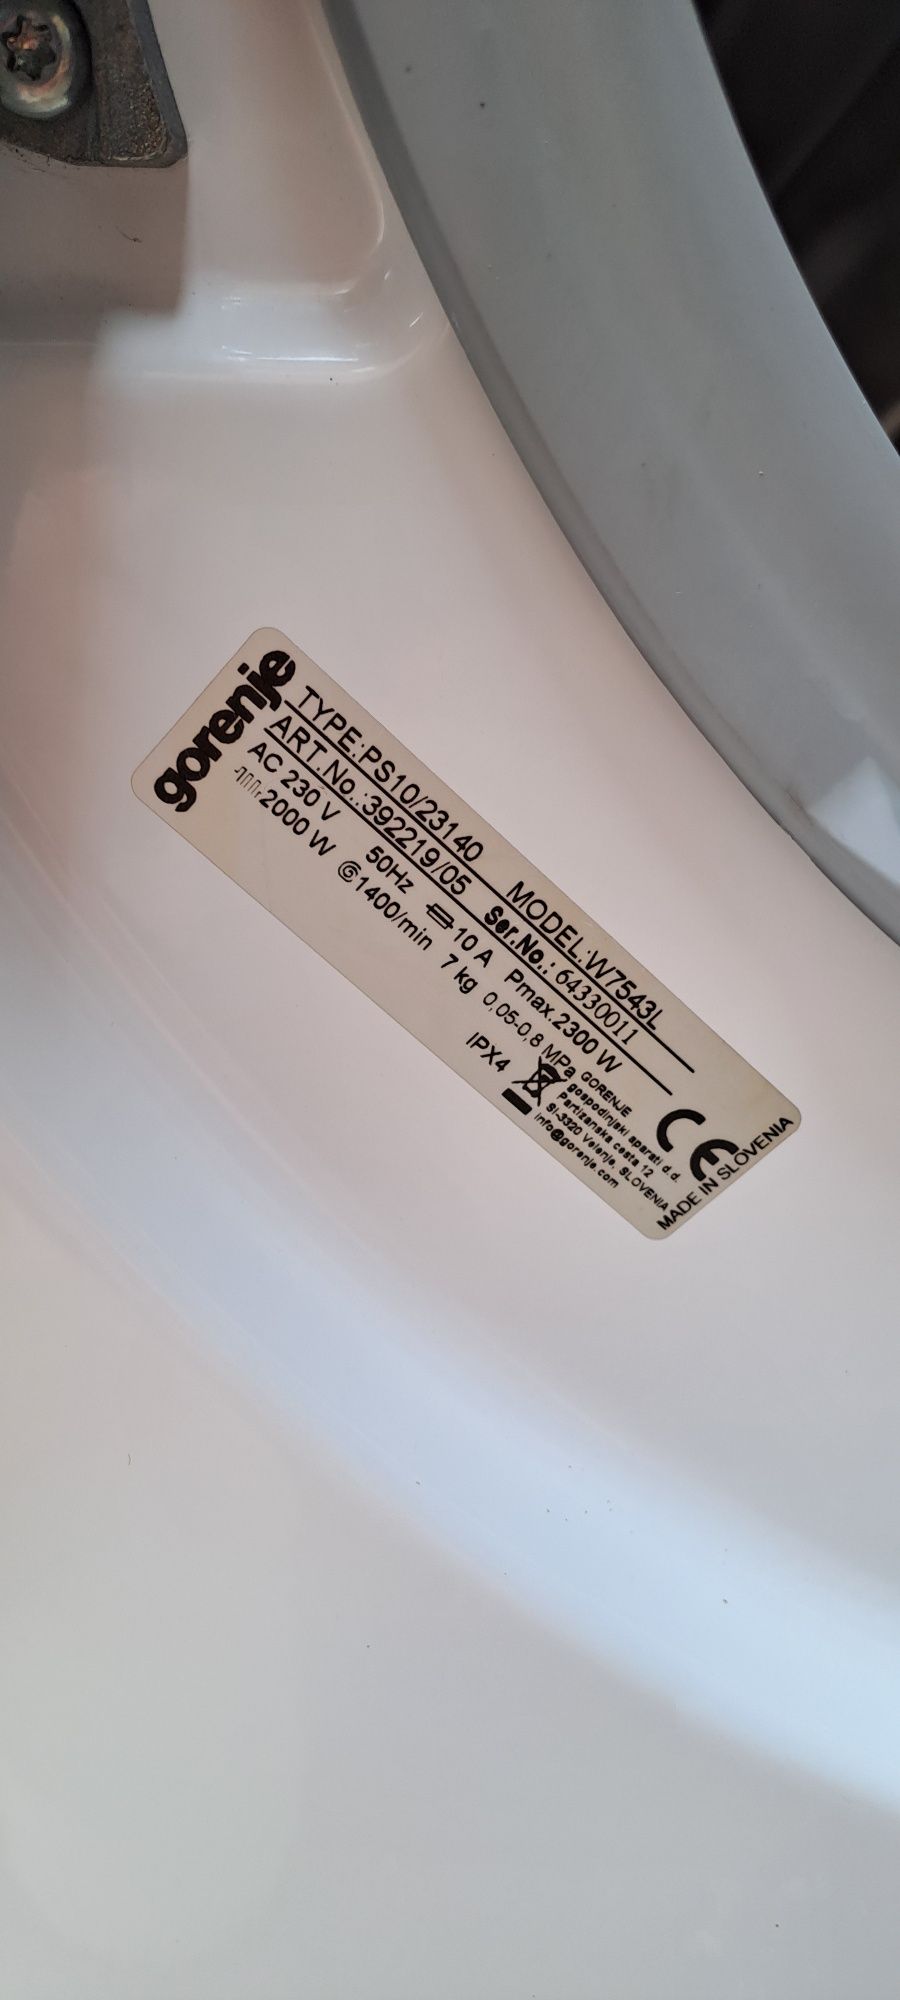 gorenje
TYPE:PS10/23140 MODEL:W7543L
ART.No.:392219/05 Ser.No.: 64330011
AC 230 V 50Hz 10 A Pmax.2300 W
2000 W 1400/min 7 kg 0,05-0,8 MPa
IPX4
GORENJE
gospodinjski aparati d.d.
Partizanska cesta 12
SI-3320 Velenje, SLOVENIA
info@gorenje.com
CE
MADE IN SLOVENIA